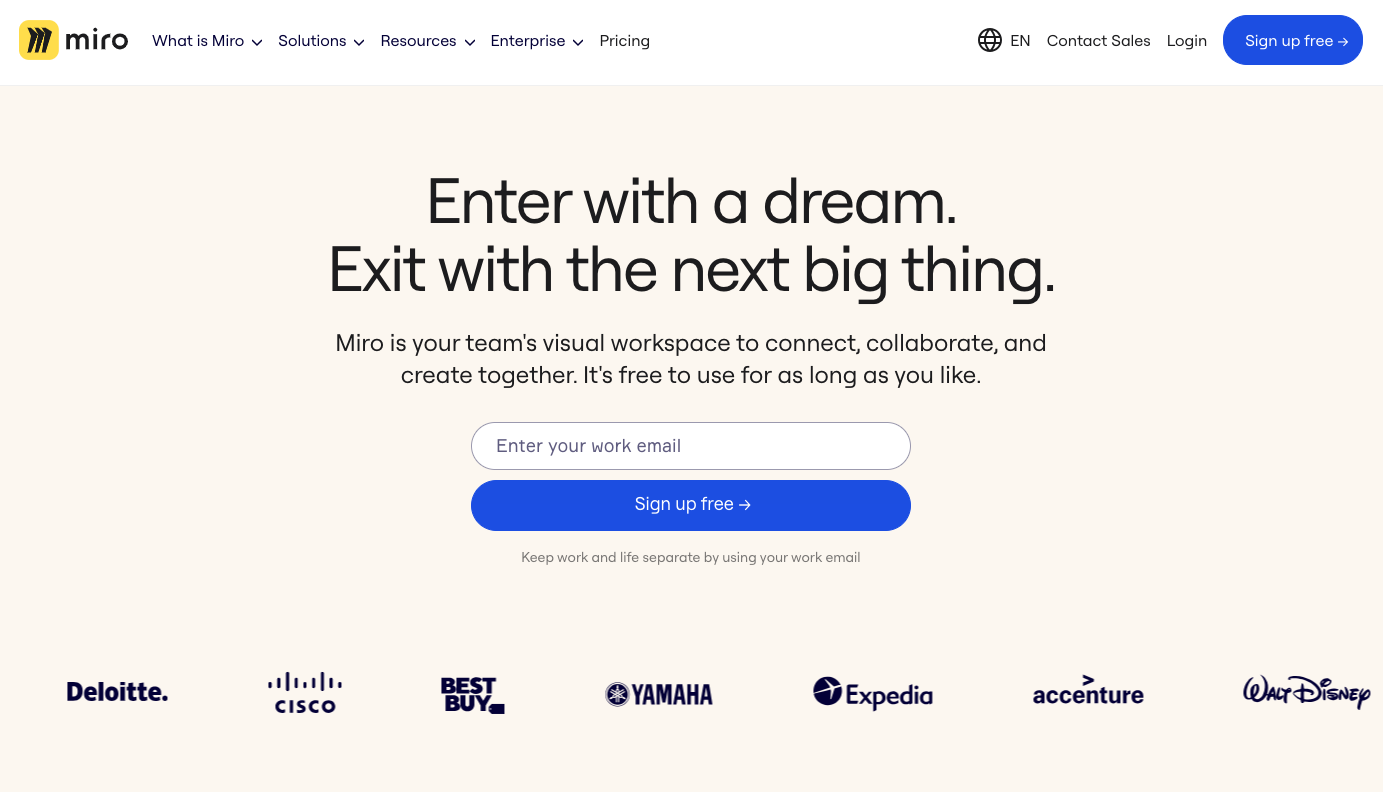 miro
What is Miro Solutions Resources Enterprise Pricing EN Contact Sales Login Sign up free →
Enter with a dream.
Exit with the next big thing.
Miro is your team's visual workspace to connect, collaborate, and
create together. It's free to use for as long as you like.
Enter your work email
Sign up free →
Keep work and life separate by using your work email
Deloitte.
CISCO
BEST
BUY
YAMAHA
Expedia
accenture
WALT DISNEY